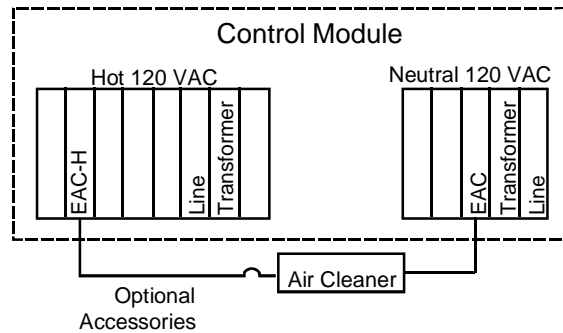 Control Module
Hot 120 VAC
Neutral 120 VAC
EAC-H
Line
Transformer
EAC
Transformer
Line
Air Cleaner
Optional
Accessories